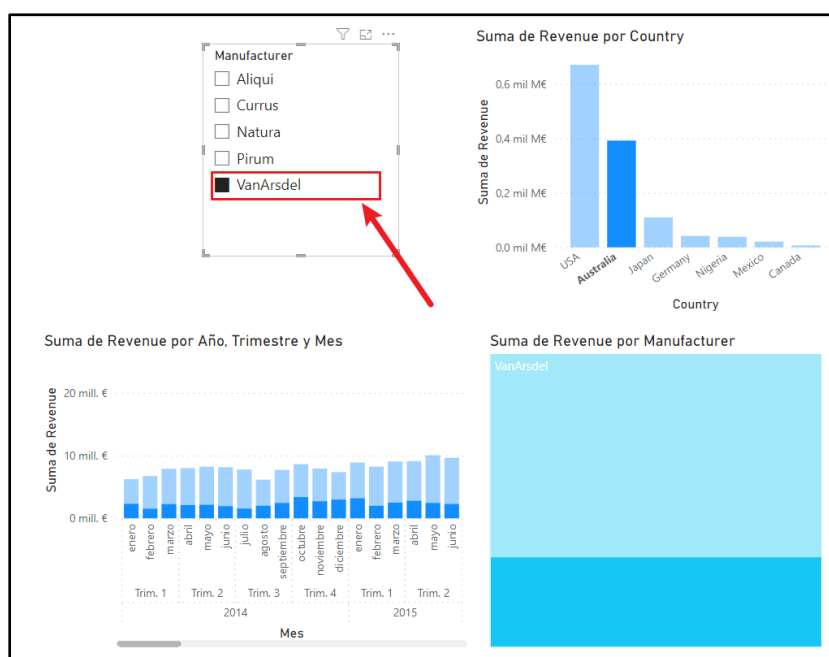 Manufacturer
Aliqui
Currus
Natura
Pirum
VanArsdel
Suma de Revenue por Country
Suma de Revenue
0,6 mil M€
0,4 mil M€
0,2 mil M€
0,0 mil M€
USA
Australia
Japan
Germany
Nigeria
Mexico
Canada
Country
Suma de Revenue por Año, Trimestre y Mes
Suma de Revenue
20 mill. €
10 mill. €
0 mill. €
enero
febrero
marzo
abril
mayo
junio
julio
agosto
septiembre
octubre
noviembre
diciembre
enero
febrero
marzo
abril
mayo
junio
Trim. 1
Trim. 2
Trim. 3
Trim. 4
Trim. 1
Trim. 2
2014
2015
Mes
Suma de Revenue por Manufacturer
VanArsdel